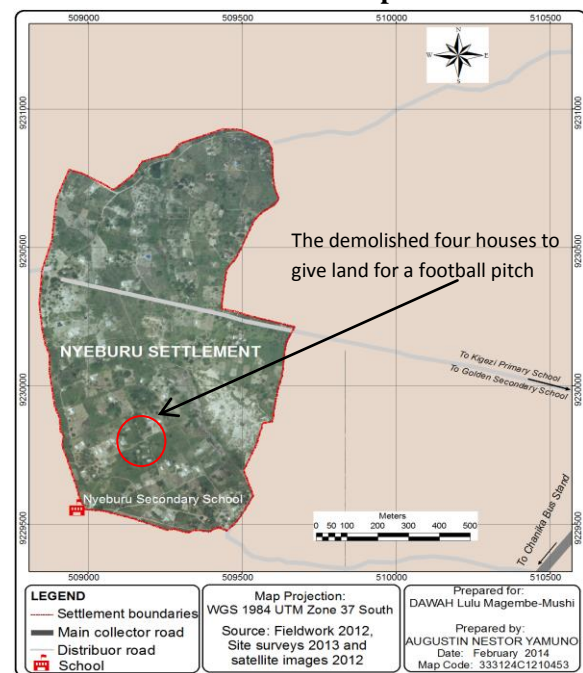 509000 509500 510000 510500
N
W E
S
9231000 9231000
9230500 9230500
The demolished four houses to
give land for a football pitch
NYEBURU SETTLEMENT
To Kigezi Primary School
To Golden Secondary School
9230000 9230000
Nyeburu Secondary School
Meters
0 50 100 200 300 400 500
To Chanika Bus Stand
9229500 9229500
509000 509500 510000 510500
LEGEND
Settlement boundaries
Main collector road
Distribuor road
School
Map Projection:
WGS 1984 UTM Zone 37 South
Source: Fieldwork 2012,
Site surveys 2013 and
satellite images 2012
Prepared for:
DAWAH Lulu Magembe-Mushi
Prepared by:
AUGUSTIN NESTOR YAMUNO
Date: February 2014
Map Code: 333124C1210453